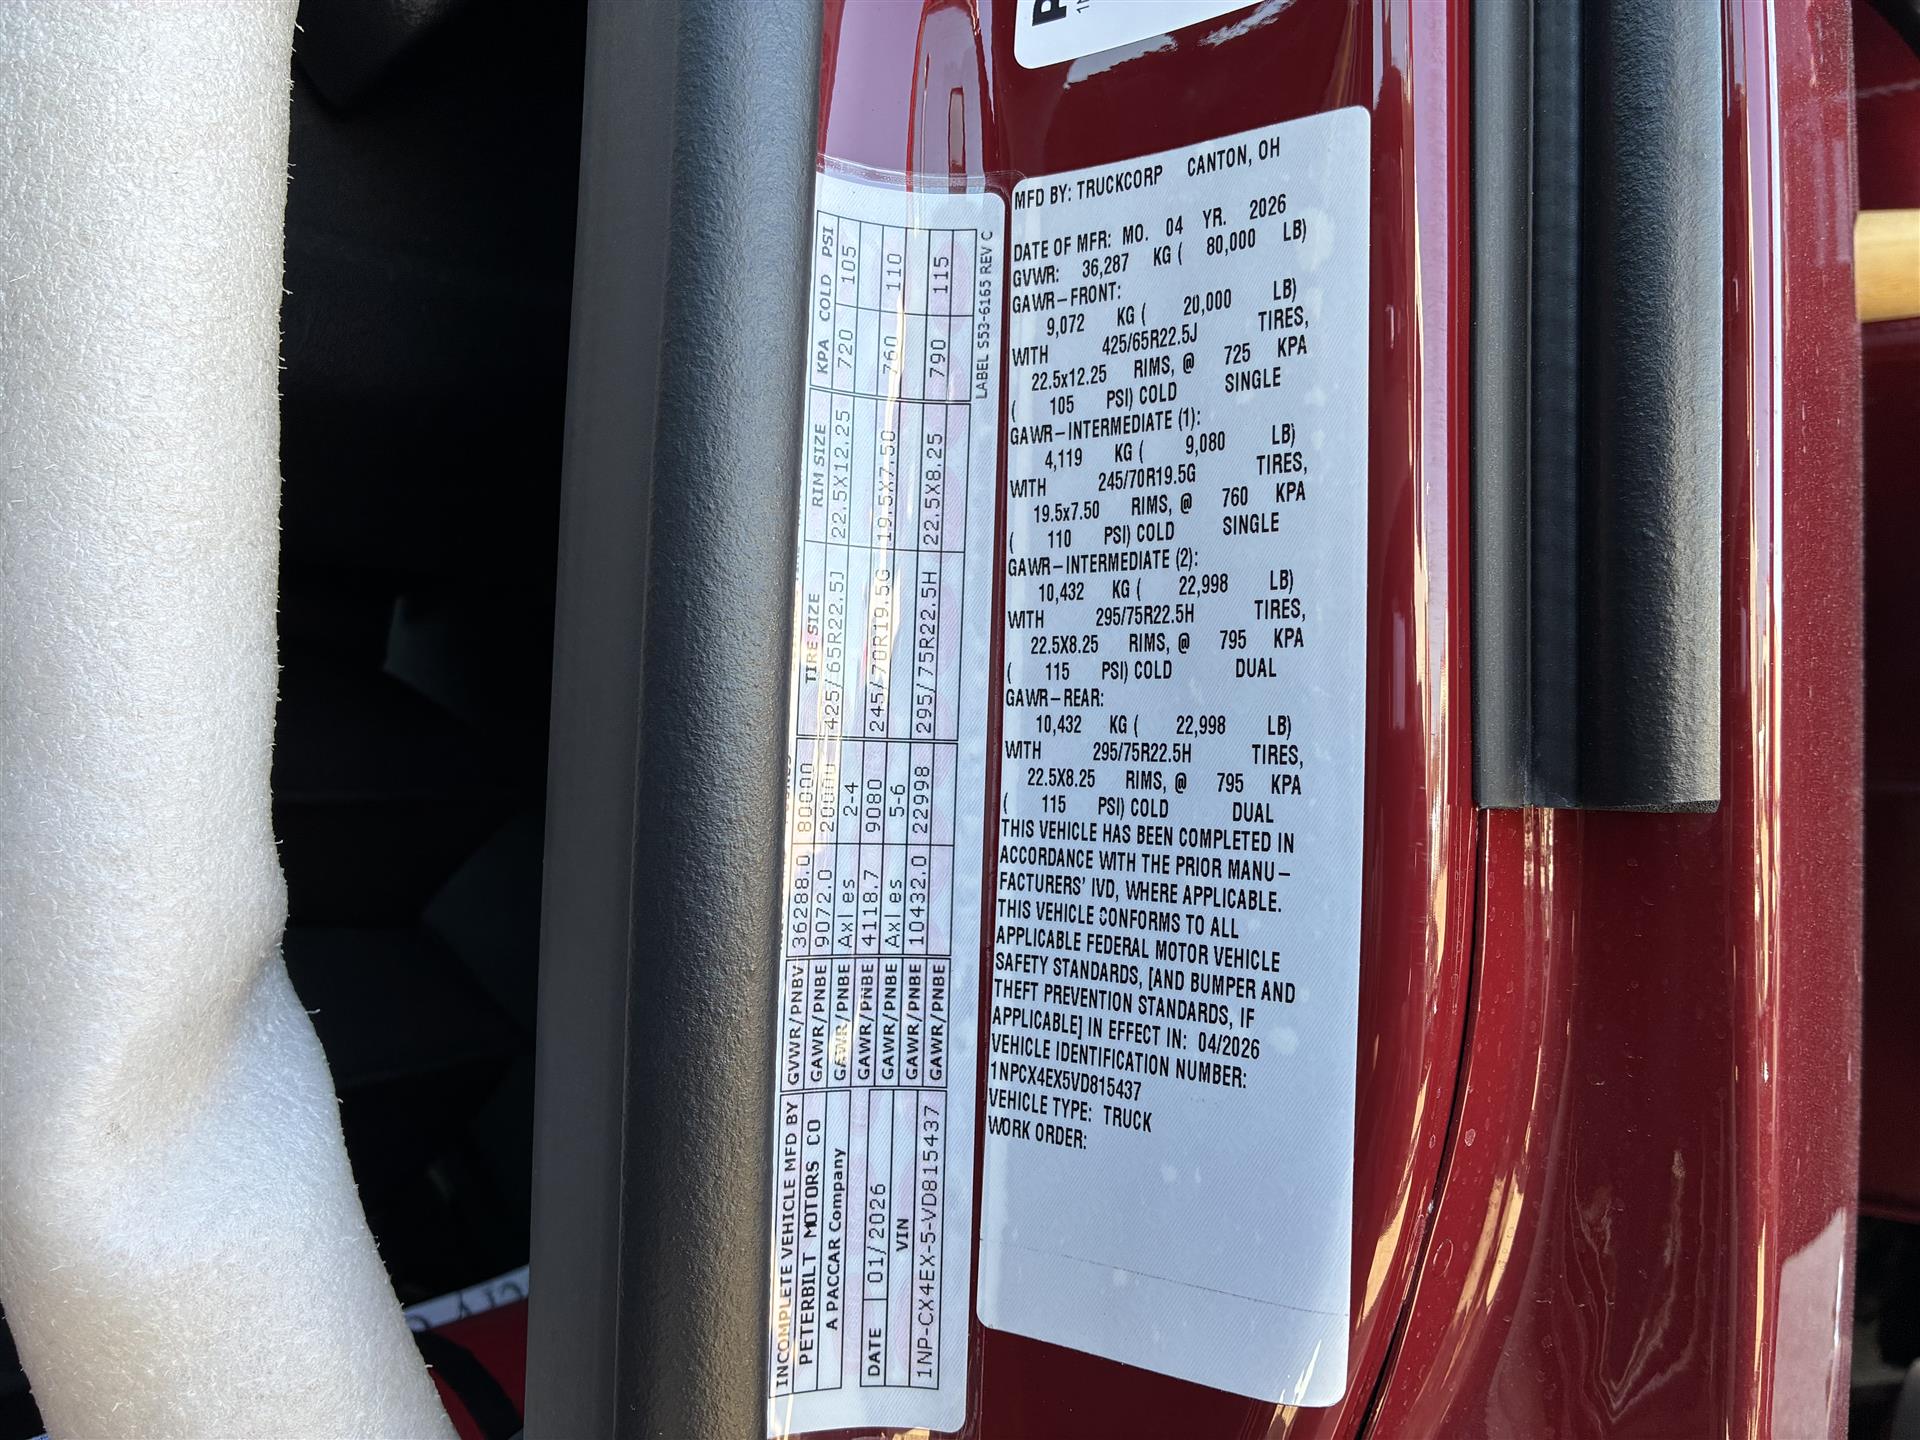 MFD BY: TRUCKCORP CANTON, OH
DATE OF MFR: MO. 04 YR. 2026
GVWR: 36,287 KG ( 80,000 LB)
GAWR-FRONT:
9,072 KG ( 20,000 LB)
WITH 425/65R22.5J TIRES,
22.5x12.25 RIMS, @ 725 KPA
( 105 PSI) COLD SINGLE
GAWR-INTERMEDIATE (1):
4,119 KG ( 9,080 LB)
WITH 245/70R19.5G TIRES,
19.5x7.50 RIMS, @ 760 KPA
( 110 PSI) COLD SINGLE
GAWR-INTERMEDIATE (2):
10,432 KG ( 22,998 LB)
WITH 295/75R22.5H TIRES,
22.5X8.25 RIMS, @ 795 KPA
( 115 PSI) COLD DUAL
GAWR-REAR:
10,432 KG ( 22,998 LB)
WITH 295/75R22.5H TIRES,
22.5X8.25 RIMS, @ 795 KPA
( 115 PSI) COLD DUAL
THIS VEHICLE HAS BEEN COMPLETED IN
ACCORDANCE WITH THE PRIOR MANU-
FACTURERS' IVD, WHERE APPLICABLE.
THIS VEHICLE CONFORMS TO ALL
APPLICABLE FEDERAL MOTOR VEHICLE
SAFETY STANDARDS, [AND BUMPER AND
THEFT PREVENTION STANDARDS, IF
APPLICABLE] IN EFFECT IN: 04/2026
VEHICLE IDENTIFICATION NUMBER:
1NPCX4EX5VD815437
VEHICLE TYPE: TRUCK
WORK ORDER:
INCOMPLETE VEHICLE MFD BY
PETERBILT MOTORS CO
A PACCAR Company
DATE 01/2026
VIN
1NP-CX4EX-5-VD815437
TIRE SIZE RIM SIZE KPA COLD PSI
GVWR/PNBV 36288.0 80000
GAWR/PNBE 9072.0 20000 425/65R22.5J 22.5X12.25 720 105
GAWR/PNBE Axles 2-4
GAWR/PNBE 4118.7 9080 245/70R19.5G 19.5X7.50 760 110
GAWR/PNBE Axles 5-6
GAWR/PNBE 10432.0 22998 295/75R22.5H 22.5X8.25 790 115
GAWR/PNBE
LABEL S53-6165 REV C